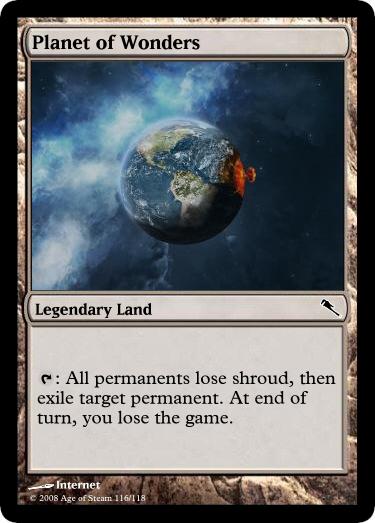 Planet of Wonders
Legendary Land
: All permanents lose shroud, then
exile target permanent. At end of
turn, you lose the game.
Internet
© 2008 Age of Steam 116/118